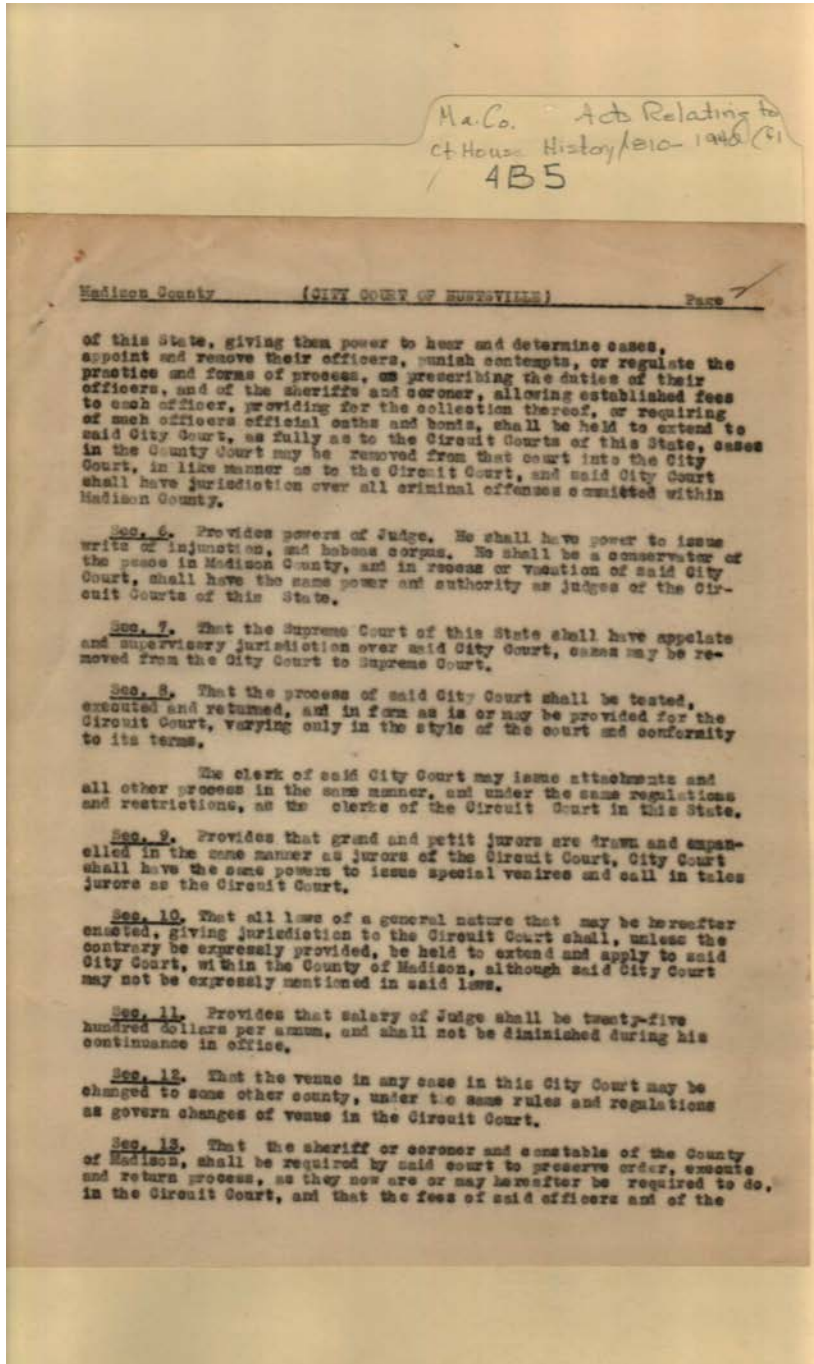 Ma.Co. Acts Relating to
Ct House History 1810- 1940
4B5
Madison County (CITY COURT OF HUNTSVILLE) Page 2
of this State, giving them power to hear and determine cases,
appoint and remove their officers, punish contempts, or regulate the
practice and forms of process, or prescribing the duties of their
officers, and of the sheriffs and coroner, allowing established fees
to each officer, providing for the collection thereof, or requiring
of such officers official oaths and bonds, shall be held to extend to
said City Court, as fully as to the Circuit Courts of this State, cases
in the County Court may be removed from that court into the City
Court, in like manner as to the Circuit Court, and said City Court
shall have jurisdiction over all criminal offenses committed within
Madison County.
Sec. 6. Provides powers of Judge. He shall have power to issue
writs of injunction, and habeas corpus. He shall be a conservator of
the peace in Madison County, and in recess or vacation of said City
Court, shall have the same power and authority as judges of the Cir-
cuit Courts of this State.
Sec. 7. That the Supreme Court of this State shall have appelate
and supervisory jurisdiction over said City Court, cases may be re-
moved from the City Court to Supreme Court.
Sec. 8. That the process of said City Court shall be tested,
executed and returned, and in form as is or may be provided for the
Circuit Court, varying only in the style of the court and conformity
to its terms.
The clerk of said City Court may issue attachments and
all other process in the same manner, and under the same regulations
and restrictions, as the clerks of the Circuit Court in this State.
Sec. 9. Provides that grand and petit jurors are drawn and empan-
elled in the same manner as jurors of the Circuit Court, City Court
shall have the same powers to issue special venires and call in tales
jurors as the Circuit Court.
Sec. 10. That all laws of a general nature that may be hereafter
enacted, giving jurisdiction to the Circuit Court shall, unless the
contrary be expressly provided, be held to extend and apply to said
City Court, within the County of Madison, although said City Court
may not be expressly mentioned in said laws.
Sec. 11. Provides that salary of Judge shall be twenty-five
hundred dollars per annum, and shall not be diminished during his
continuance in office.
Sec. 12. That the venue in any case in this City Court may be
changed to some other county, under the same rules and regulations
as govern changes of venue in the Circuit Court.
Sec. 13. That the sheriff or coroner and constable of the County
of Madison, shall be required by said court to preserve order, execute
and return process, as they now are or may hereafter be required to do,
in the Circuit Court, and that the fees of said officers and of the